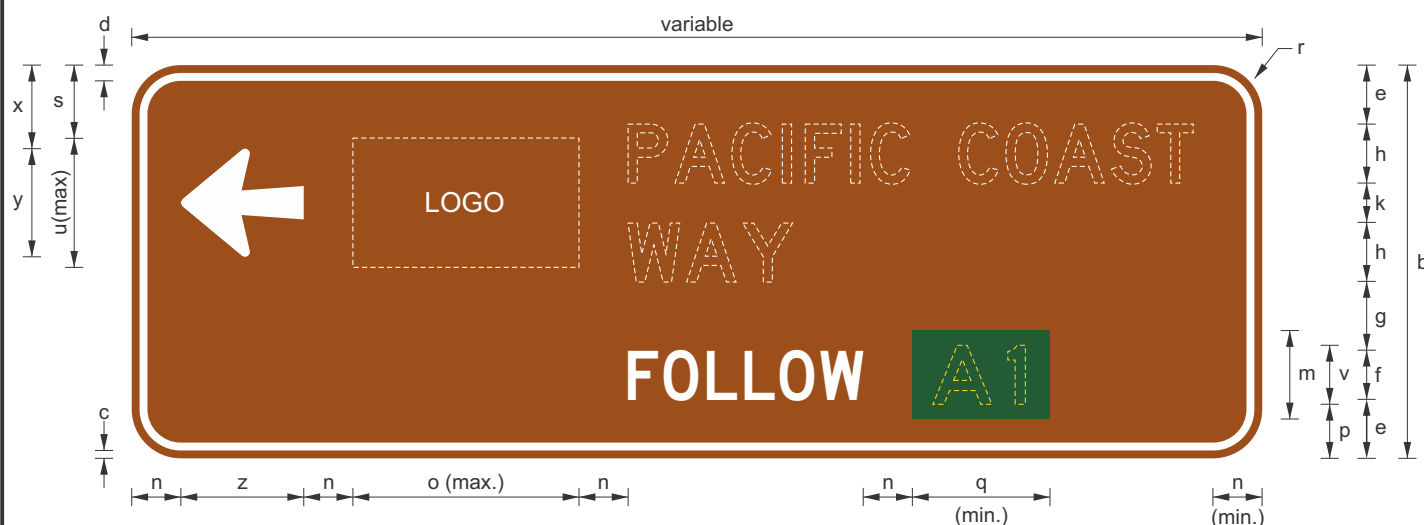 d
variable
r
x
s
e
PACIFIC COAST
h
y
u(max)
LOGO
k
WAY
h
b
g
FOLLOW A1
m
v
f
c
p
e
n
z
n
o (max.)
n
n
q
(min.)
n
(min.)